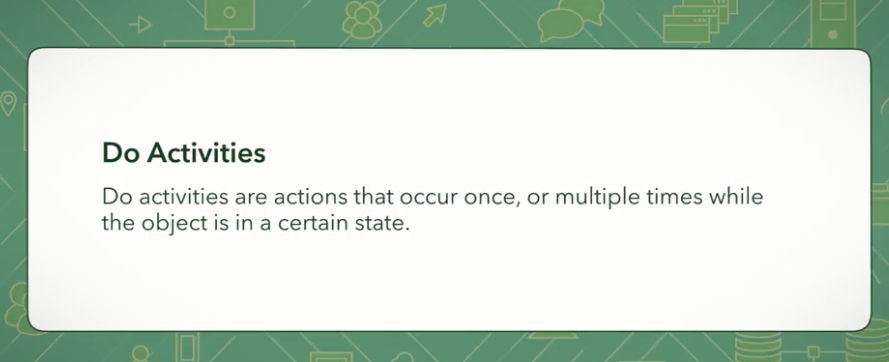 Do Activities
Do activities are actions that occur once, or multiple times while
the object is in a certain state.